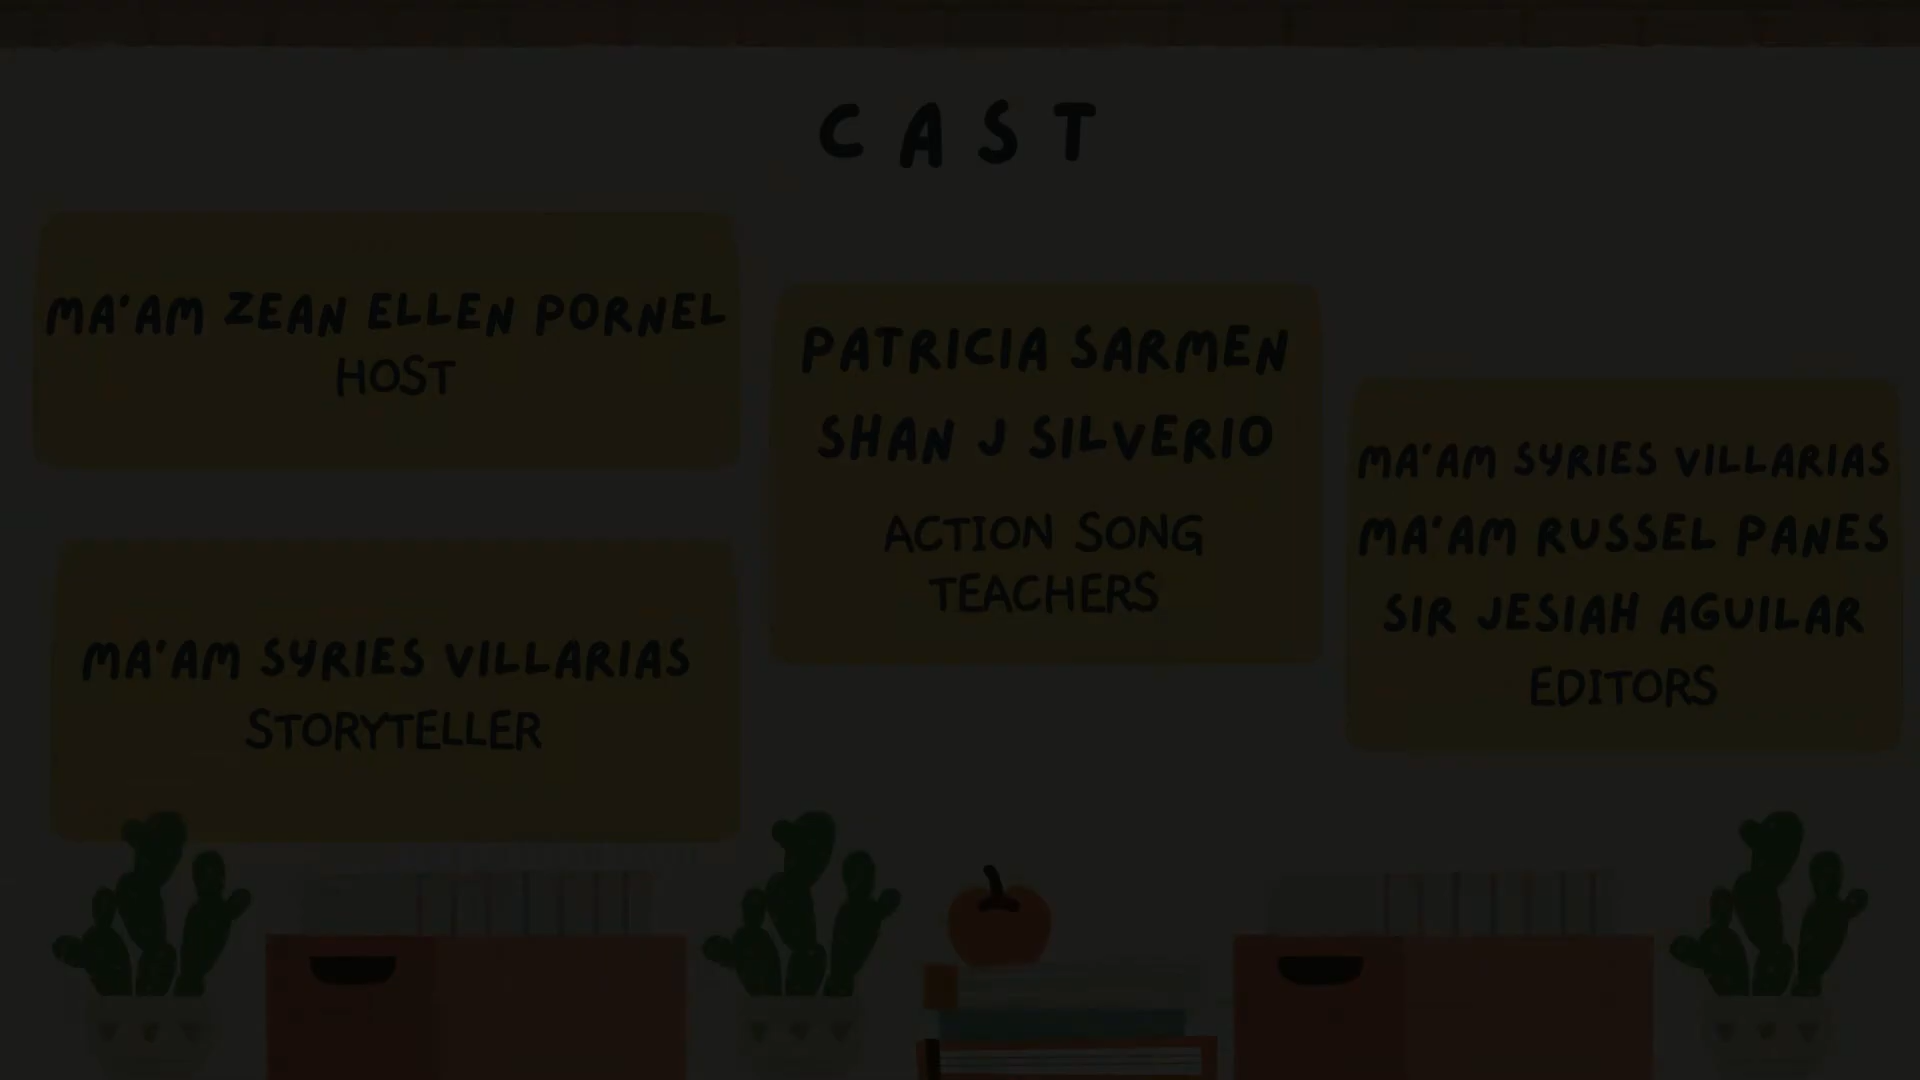 CAST
MA'AM ZEAN ELLEN PORNEL
HOST
MA'AM SYRIES VILLARIAS
STORYTELLER
PATRICIA SARMEN
SHAN J SILVERIO
ACTION SONG
TEACHERS
MA'AM SYRIES VILLARIAS
MA'AM RUSSEL PANES
SIR JESIAH AGUILAR
EDITORS